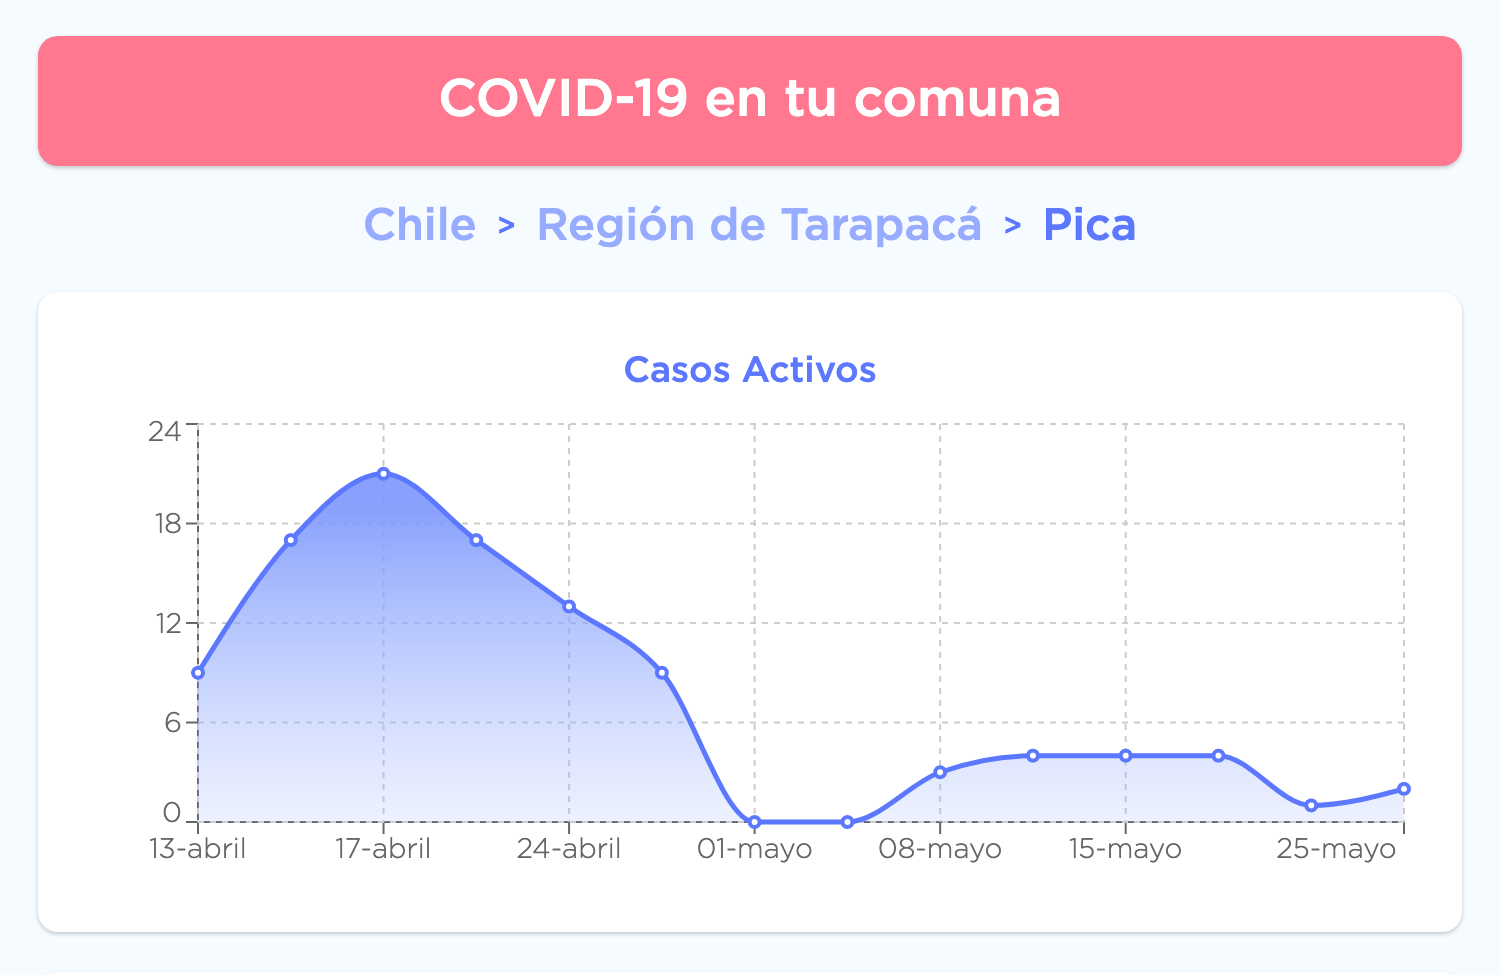 COVID-19 en tu comuna
Chile > Región de Tarapacá > Pica
Casos Activos
24
18
12
6
0
13-abril 17-abril 24-abril 01-mayo 08-mayo 15-mayo 25-mayo